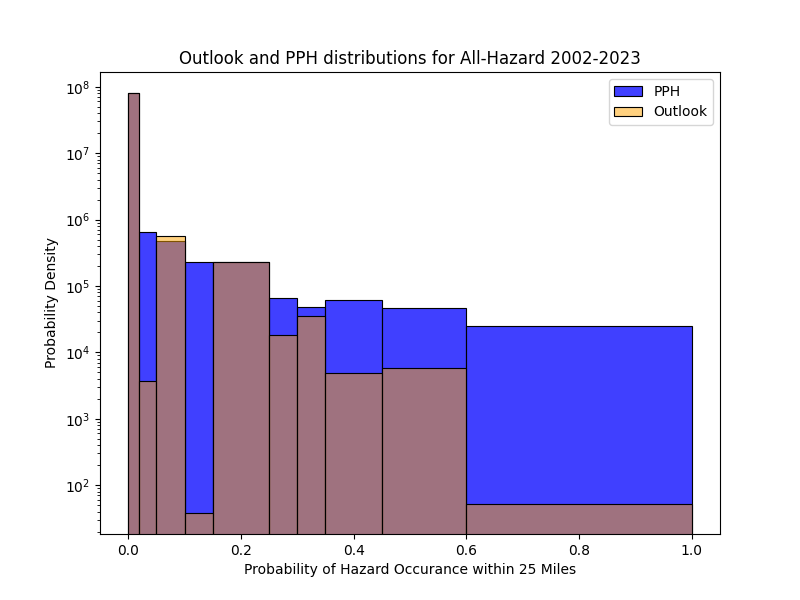 Outlook and PPH distributions for All-Hazard 2002-2023
PPH
Outlook
10^8
10^7
10^6
10^5
10^4
10^3
10^2
Probability Density
0.0 0.2 0.4 0.6 0.8 1.0
Probability of Hazard Occurance within 25 Miles